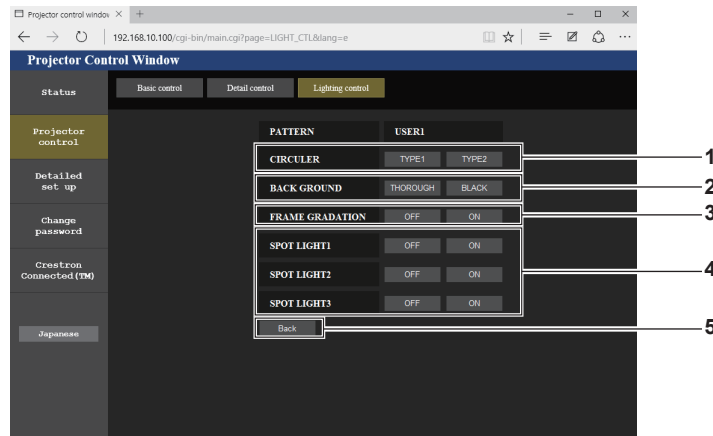 Projector control window
192.168.10.100/cgi-bin/main.cgi?page=LIGHT_CTL&lang=e
Projector Control Window
Status
Basic control
Detail control
Lighting control
Projector
control
Detailed
set up
Change
password
Crestron
Connected(TM)
Japanese
PATTERN USER1
CIRCULER TYPE1 TYPE2 1
BACK GROUND THOROUGH BLACK 2
FRAME GRADATION OFF ON 3
SPOT LIGHT1 OFF ON
SPOT LIGHT2 OFF ON 4
SPOT LIGHT3 OFF ON
Back 5